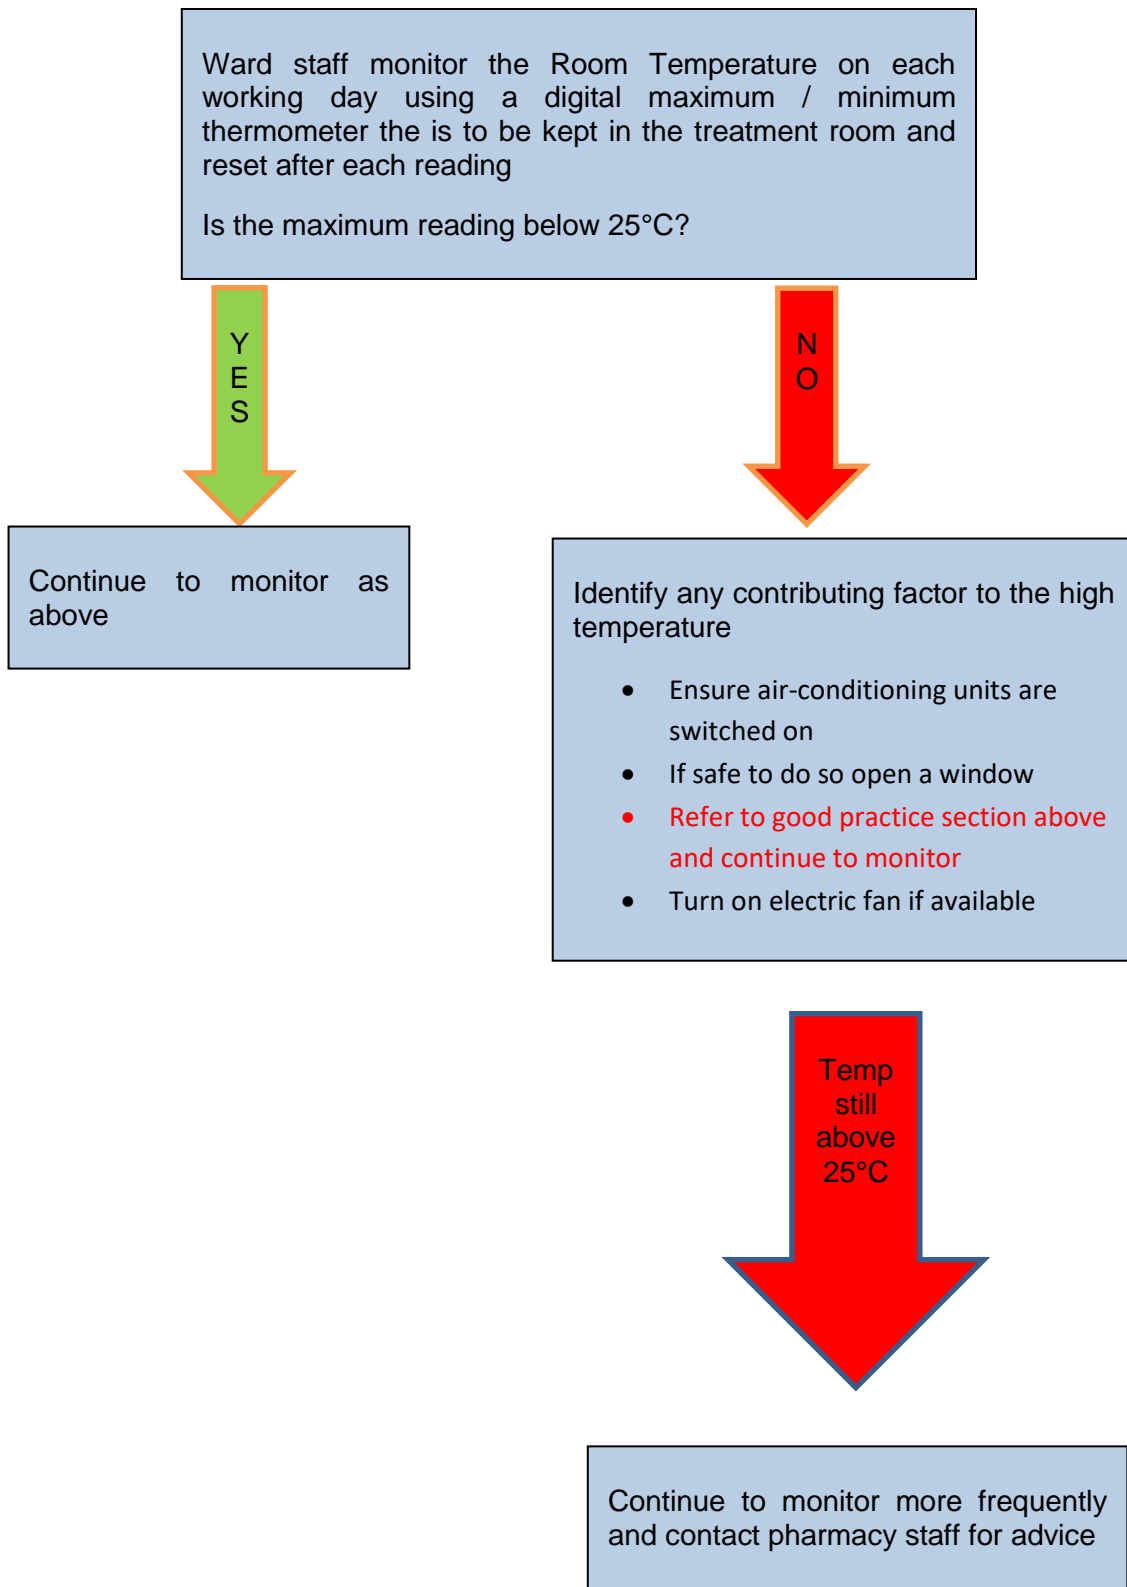 Ward staff monitor the Room Temperature on each
working day using a digital maximum / minimum
thermometer the is to be kept in the treatment room and
reset after each reading
Is the maximum reading below 25°C?
Y
E
S
N
O
Continue to monitor as
above
Identify any contributing factor to the high
temperature
• Ensure air-conditioning units are
switched on
• If safe to do so open a window
• Refer to good practice section above
and continue to monitor
• Turn on electric fan if available
Temp
still
above
25°C
Continue to monitor more frequently
and contact pharmacy staff for advice